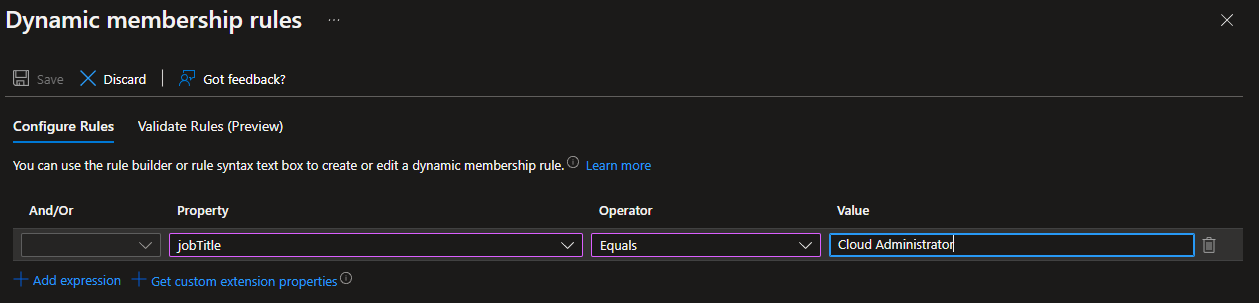 Dynamic membership rules ...
Save Discard Got feedback?
Configure Rules Validate Rules (Preview)
You can use the rule builder or rule syntax text box to create or edit a dynamic membership rule. Learn more
And/Or Property Operator Value
jobTitle Equals Cloud Administrator
Add expression Get custom extension properties